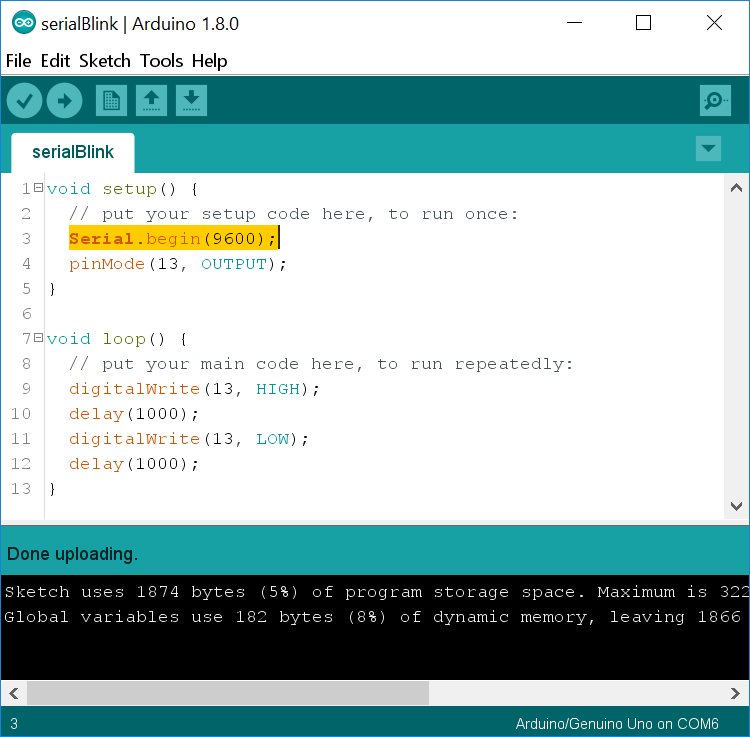 serialBlink | Arduino 1.8.0
File Edit Sketch Tools Help
serialBlink
1 void setup() {
2 // put your setup code here, to run once:
3 Serial.begin(9600);
4 pinMode(13, OUTPUT);
5 }
6
7 void loop() {
8 // put your main code here, to run repeatedly:
9 digitalWrite(13, HIGH);
10 delay(1000);
11 digitalWrite(13, LOW);
12 delay(1000);
13 }
Done uploading.
Sketch uses 1874 bytes (5%) of program storage space. Maximum is 322
Global variables use 182 bytes (8%) of dynamic memory, leaving 1866
3 Arduino/Genuino Uno on COM6